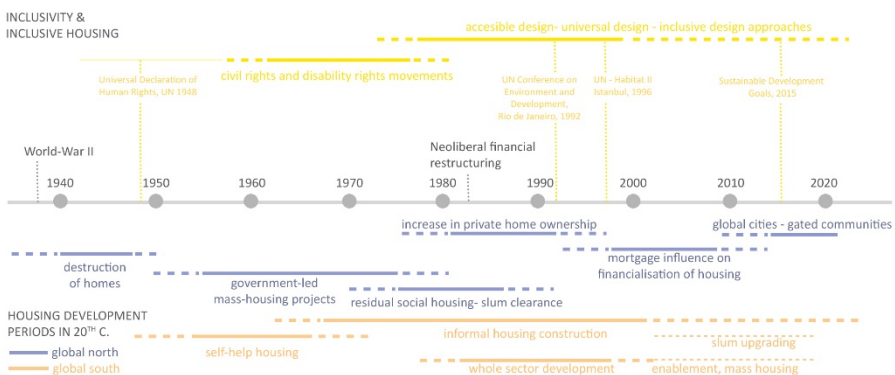 INCLUSIVITY &
INCLUSIVE HOUSING
accesible design- universal design - inclusive design approaches
civil rights and disability rights movements
Universal Declaration of
Human Rights, UN 1948
UN Conference on
Environment and
Development,
Rio de Janeiro, 1992
UN - Habitat II
Istanbul, 1996
Sustainable Development
Goals, 2015
World-War II
Neoliberal financial
restructuring
1940 1950 1960 1970 1980 1990 2000 2010 2020
increase in private home ownership
global cities - gated communities
destruction
of homes
government-led
mass-housing projects
mortgage influence on
financialisation of housing
residual social housing- slum clearance
HOUSING DEVELOPMENT
PERIODS IN 20TH C.
global north
global south
informal housing construction
slum upgrading
self-help housing
whole sector development
enablement, mass housing